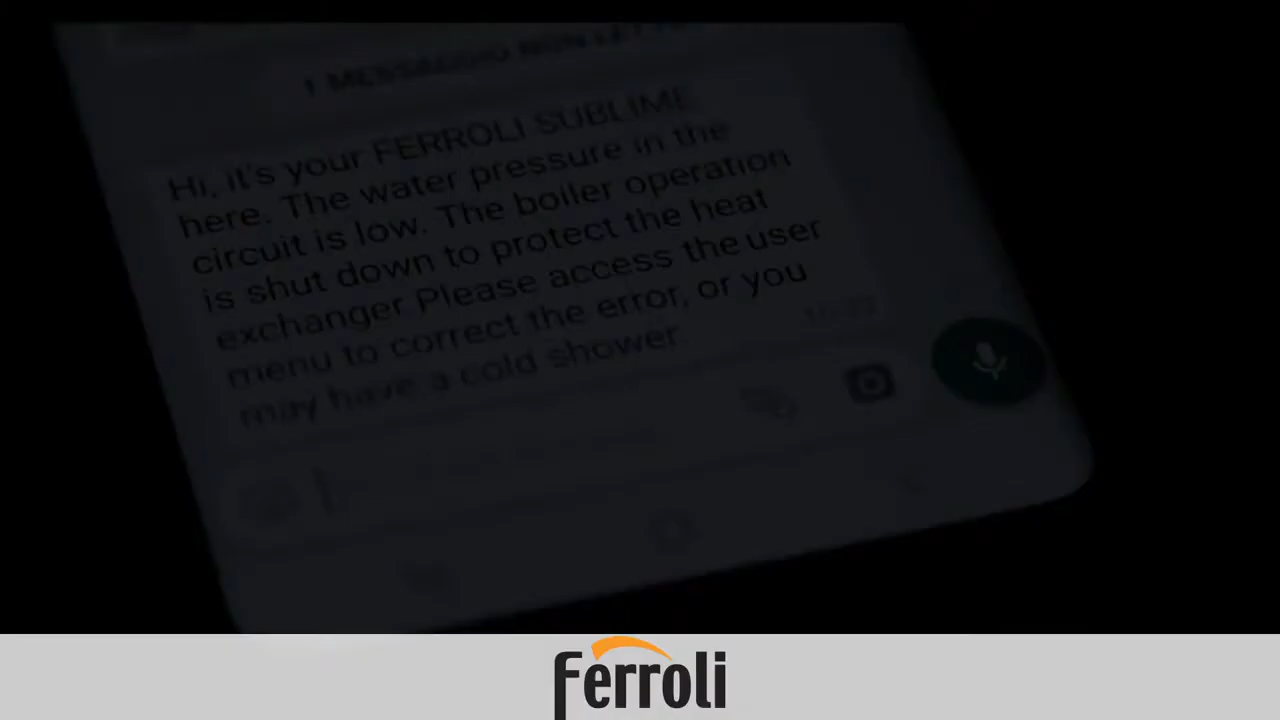 1 MESSAGGIO NON LETTO
Hi, it's your FERROLI SUBLIME
here. The water pressure in the
circuit is low. The boiler operation
is shut down to protect the heat
exchanger.Please access the user
menu to correct the error, or you
may have a cold shower.
Ferroli